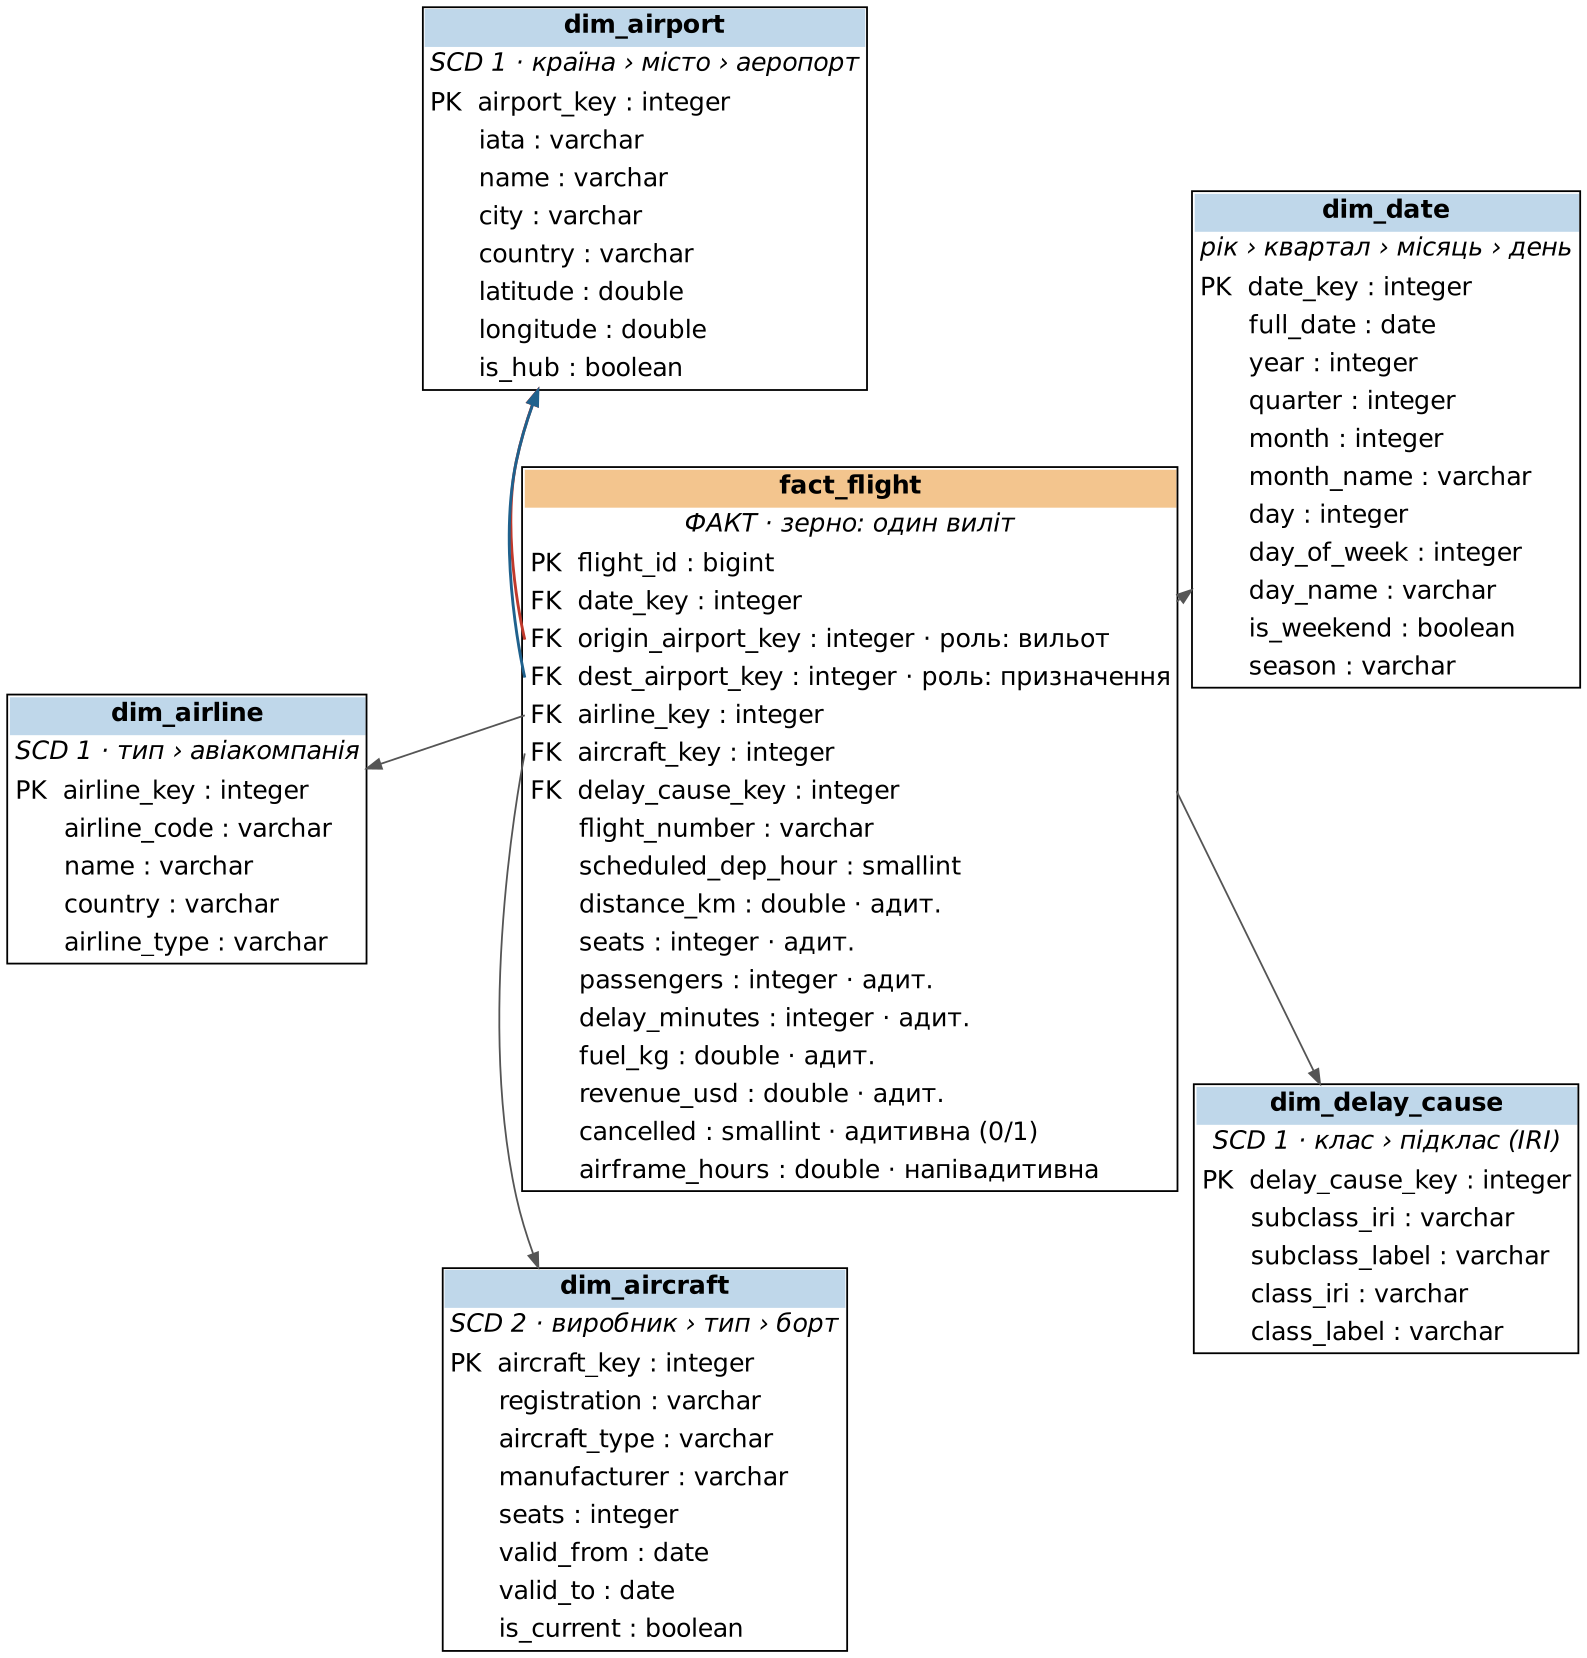 dim_airport
SCD 1 · країна › місто › аеропорт
PK airport_key : integer
iata : varchar
name : varchar
city : varchar
country : varchar
latitude : double
longitude : double
is_hub : boolean
dim_date
рік › квартал › місяць › день
PK date_key : integer
full_date : date
year : integer
quarter : integer
month : integer
month_name : varchar
day : integer
day_of_week : integer
day_name : varchar
is_weekend : boolean
season : varchar
fact_flight
ФАКТ · зерно: один виліт
PK flight_id : bigint
FK date_key : integer
FK origin_airport_key : integer · роль: вильот
FK dest_airport_key : integer · роль: призначення
FK airline_key : integer
FK aircraft_key : integer
FK delay_cause_key : integer
flight_number : varchar
scheduled_dep_hour : smallint
distance_km : double · адит.
seats : integer · адит.
passengers : integer · адит.
delay_minutes : integer · адит.
fuel_kg : double · адит.
revenue_usd : double · адит.
cancelled : smallint · адитивна (0/1)
airframe_hours : double · напівадитивна
dim_airline
SCD 1 · тип › авіакомпанія
PK airline_key : integer
airline_code : varchar
name : varchar
country : varchar
airline_type : varchar
dim_delay_cause
SCD 1 · клас › підклас (IRI)
PK delay_cause_key : integer
subclass_iri : varchar
subclass_label : varchar
class_iri : varchar
class_label : varchar
dim_aircraft
SCD 2 · виробник › тип › борт
PK aircraft_key : integer
registration : varchar
aircraft_type : varchar
manufacturer : varchar
seats : integer
valid_from : date
valid_to : date
is_current : boolean